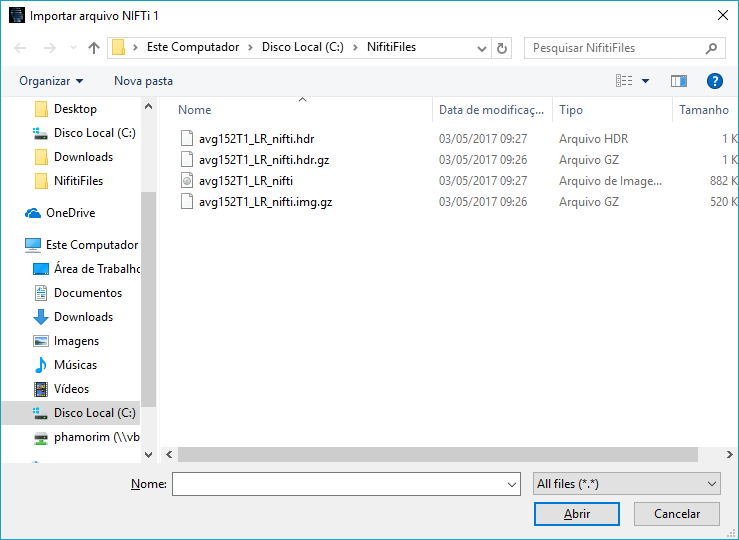 Importar arquivo NIFTi 1
Este Computador Disco Local (C:) NifitiFiles
Pesquisar NifitiFiles
Organizar Nova pasta
Desktop
Disco Local (C:)
Downloads
NifitiFiles
OneDrive
Este Computador
Área de Trabalho
Documentos
Downloads
Imagens
Músicas
Vídeos
Disco Local (C:)
phamorim (\\vb
Nome Data de modificaç... Tipo Tamanho
avg152T1_LR_nifti.hdr 03/05/2017 09:27 Arquivo HDR 1 K
avg152T1_LR_nifti.hdr.gz 03/05/2017 09:26 Arquivo GZ 1 K
avg152T1_LR_nifti 03/05/2017 09:27 Arquivo de Image... 882 K
avg152T1_LR_nifti.img.gz 03/05/2017 09:26 Arquivo GZ 520 K
Nome:
All files (*.*)
Abrir Cancelar